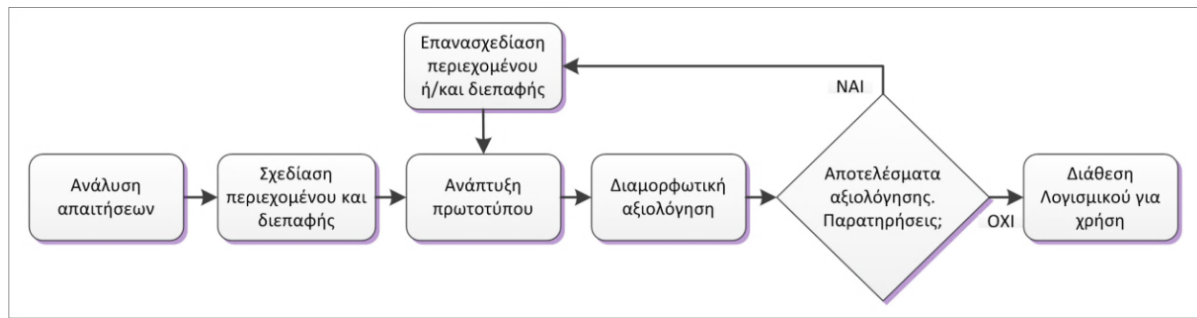 Επανασχεδίαση
περιεχομένου
ή/και διεπαφής
ΝΑΙ
Ανάλυση
απαιτήσεων
Σχεδίαση
περιεχομένου και
διεπαφής
Ανάπτυξη
πρωτοτύπου
Διαμορφωτική
αξιολόγηση
Αποτελέσματα
αξιολόγησης.
Παρατηρήσεις;
ΟΧΙ
Διάθεση
Λογισμικού για
χρήση